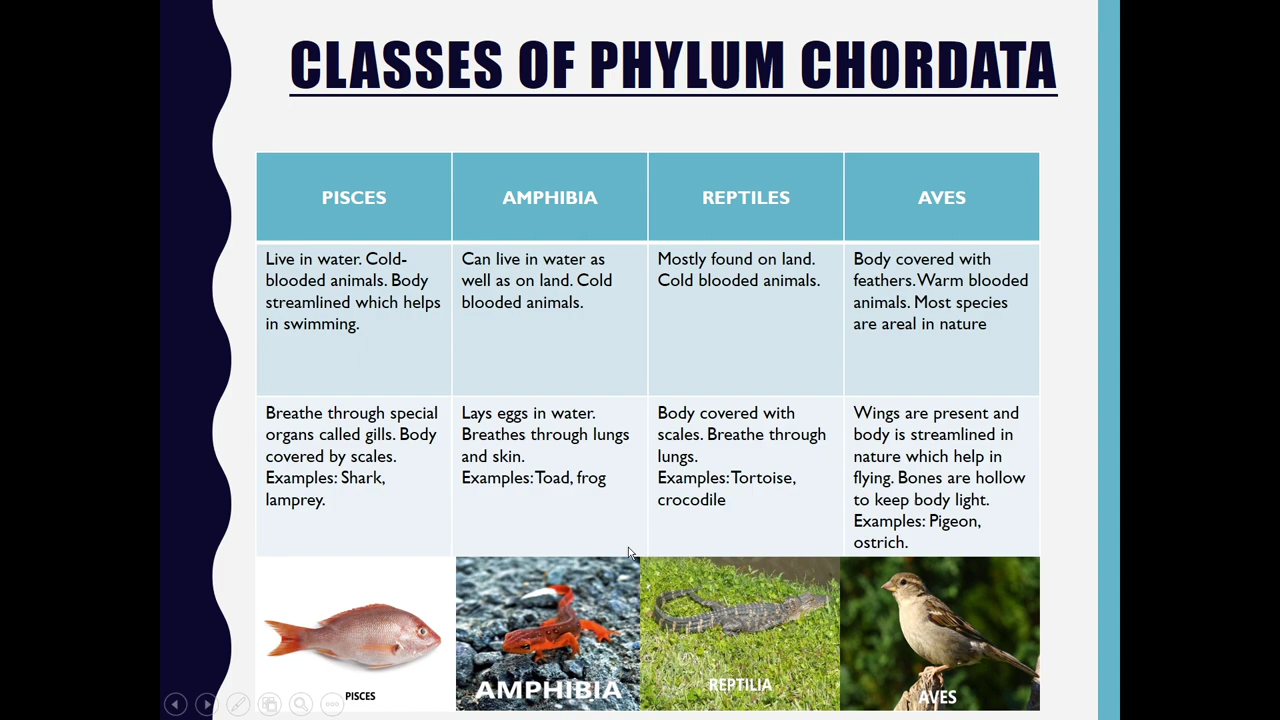 CLASSES OF PHYLUM CHORDATA
PISCES
AMPHIBIA
REPTILES
AVES
Live in water. Cold-
blooded animals. Body
streamlined which helps
in swimming.
Can live in water as
well as on land. Cold
blooded animals.
Mostly found on land.
Cold blooded animals.
Body covered with
feathers. Warm blooded
animals. Most species
are areal in nature
Breathe through special
organs called gills. Body
covered by scales.
Examples: Shark,
lamprey.
Lays eggs in water.
Breathes through lungs
and skin.
Examples: Toad, frog
Body covered with
scales. Breathe through
lungs.
Examples: Tortoise,
crocodile
Wings are present and
body is streamlined in
nature which help in
flying. Bones are hollow
to keep body light.
Examples: Pigeon,
ostrich.
PISCES
AMPHIBIA
REPTILIA
AVES